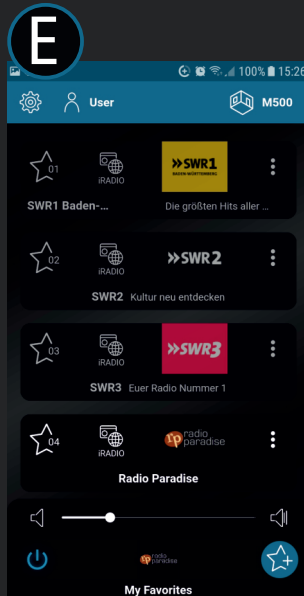 E
100% 15:26
User
M500
01
iRADIO
SWR1
BADEN-WÜRTTEMBERG
SWR1 Baden-...
Die größten Hits aller ...
02
iRADIO
SWR2
SWR2 Kultur neu entdecken
03
iRADIO
SWR3
SWR3 Euer Radio Nummer 1
04
iRADIO
rp radio
paradise
Radio Paradise
rp radio
paradise
My Favorites